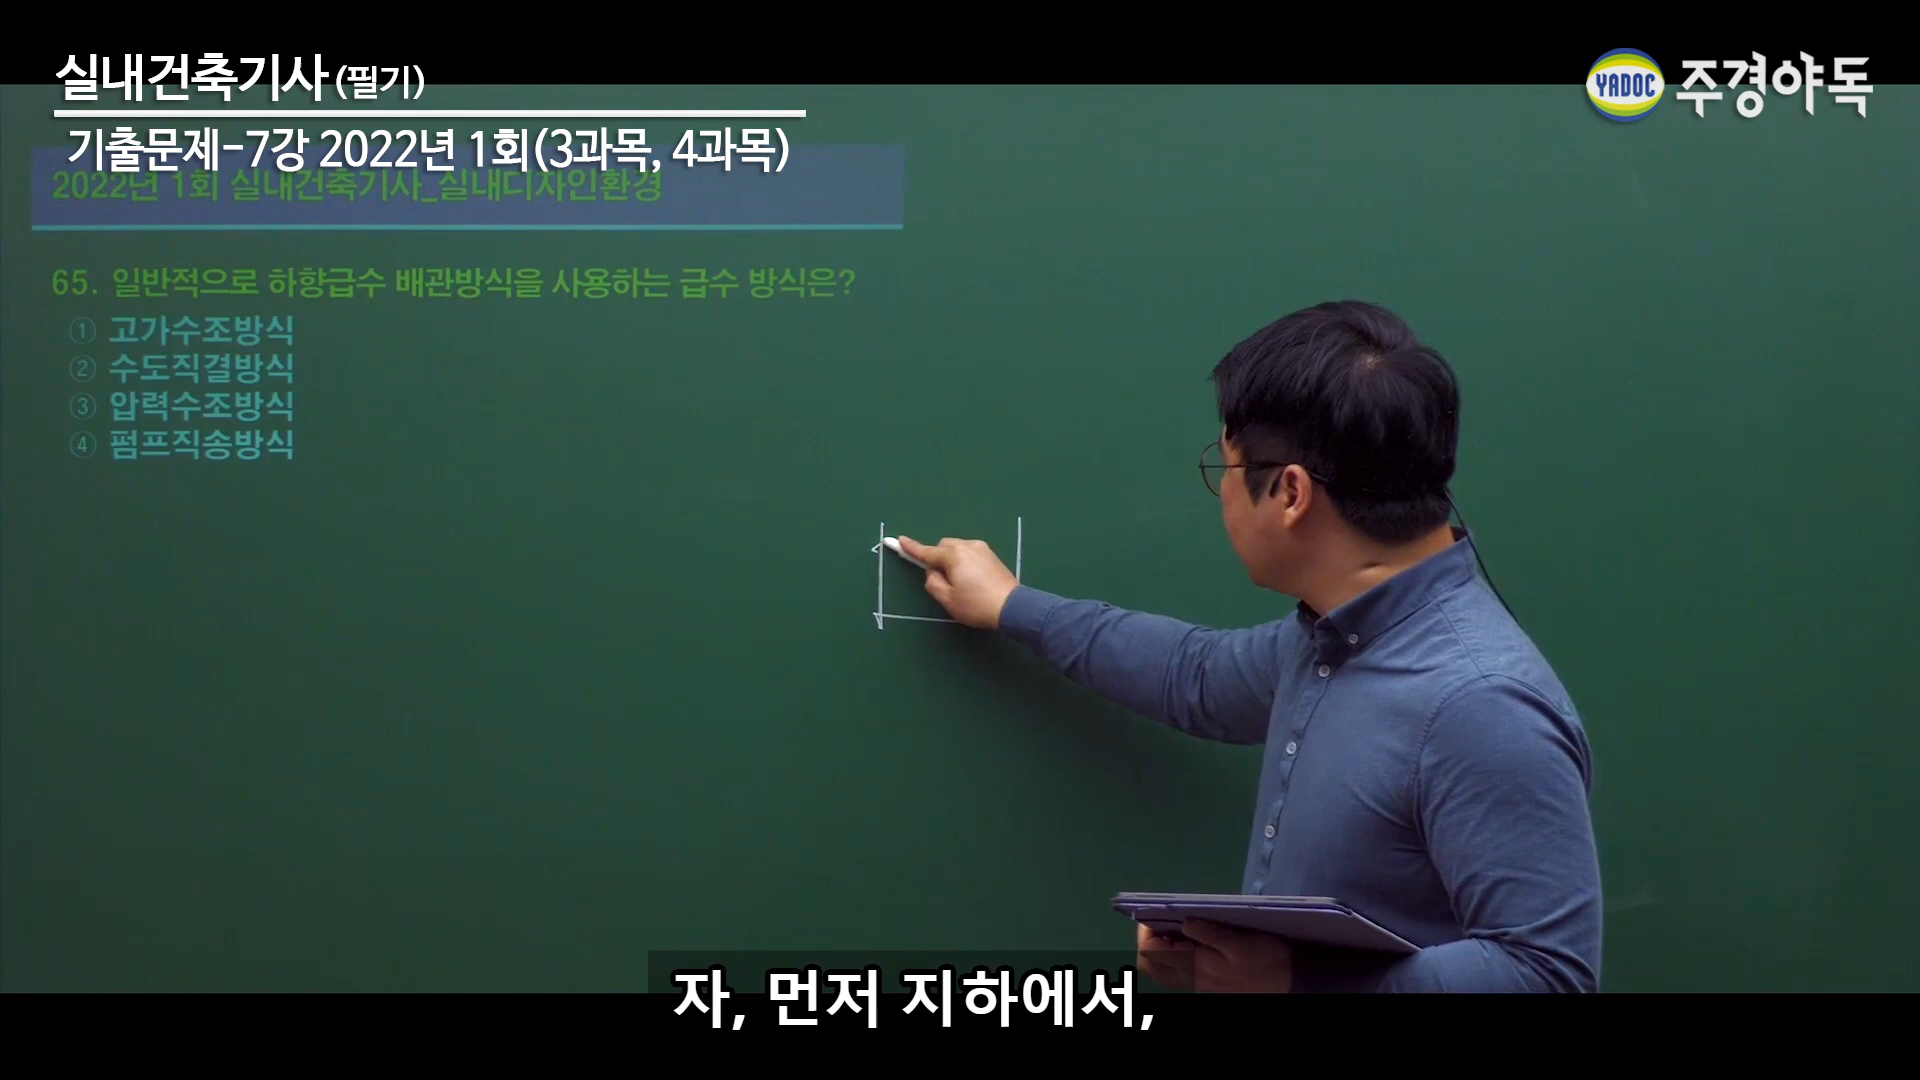 실내건축기사(필기)
YADOC 주경야독
기출문제-7강 2022년 1회(3과목, 4과목)
2022년 1회 실내건축기사_실내디자인환경
65. 일반적으로 하향급수 배관방식을 사용하는 급수 방식은?
① 고가수조방식
② 수도직결방식
③ 압력수조방식
④ 펌프직송방식
자, 먼저 지하에서,